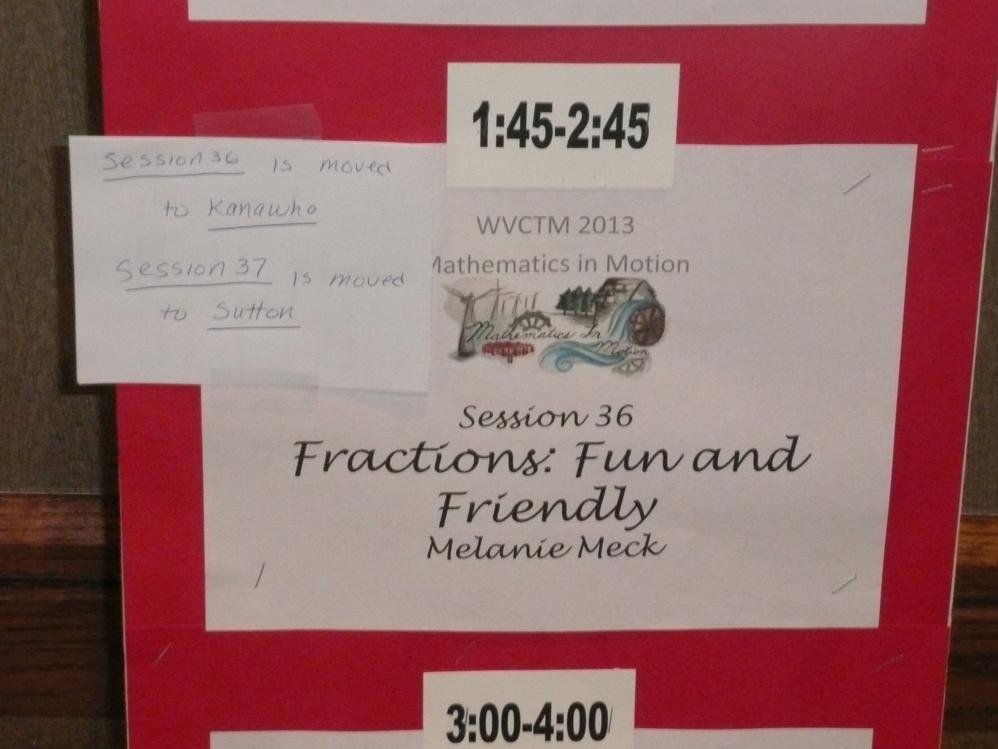 1:45-2:45
Session 36 is moved
to Kanawha
Session 37 is moved
to Sutton
WVCTM 2013
Mathematics in Motion
Mathematics In
Motion
Session 36
Fractions: Fun and
Friendly
Melanie Meck
3:00-4:00